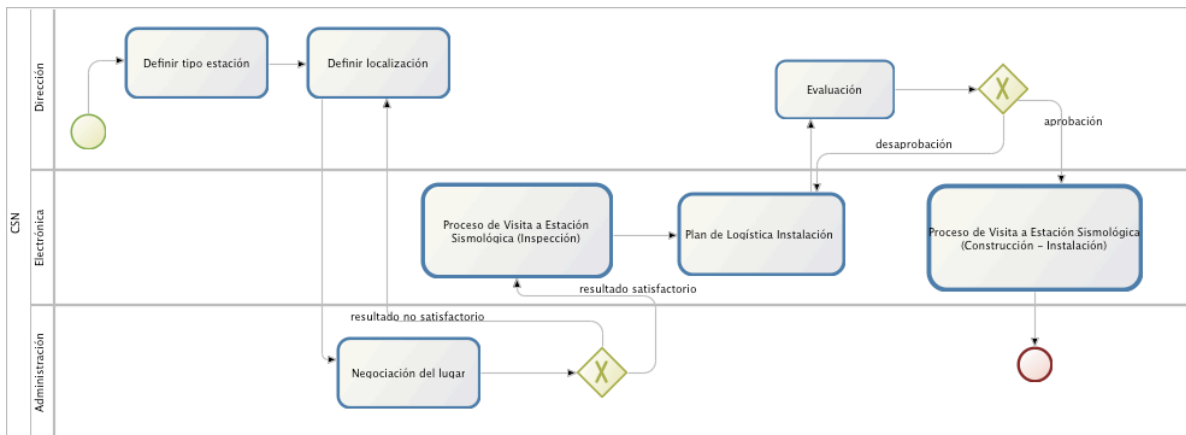 CSN
Dirección
Definir tipo estación
Definir localización
Evaluación
aprobación
desaprobación
Electrónica
Proceso de Visita a Estación
Sismológica (Inspección)
Plan de Logística Instalación
Proceso de Visita a Estación Sismológica
(Construcción - Instalación)
resultado satisfactorio
Administración
resultado no satisfactorio
Negociación del lugar